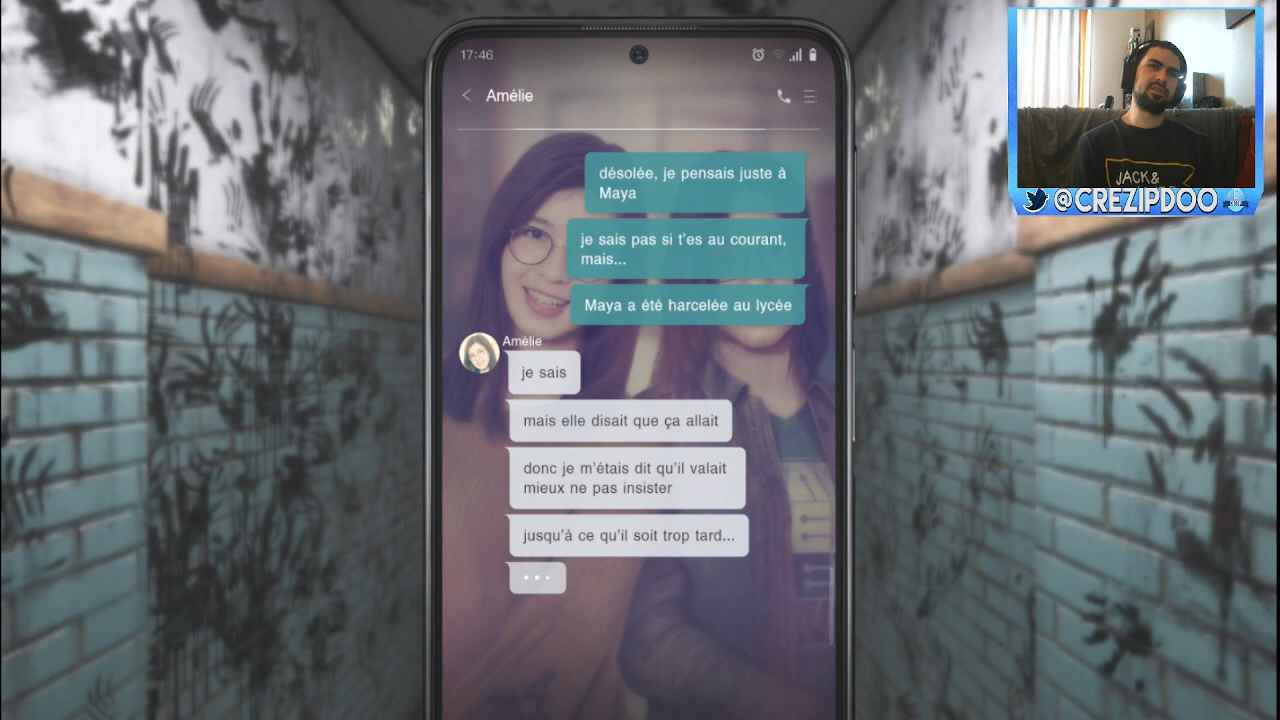 17:46
Amélie
désolée, je pensais juste à
Maya
je sais pas si t'es au courant,
mais...
Maya a été harcelée au lycée
Amélie
je sais
mais elle disait que ça allait
donc je m'étais dit qu'il valait
mieux ne pas insister
jusqu'à ce qu'il soit trop tard...
JACK&
@CREZIPDOO